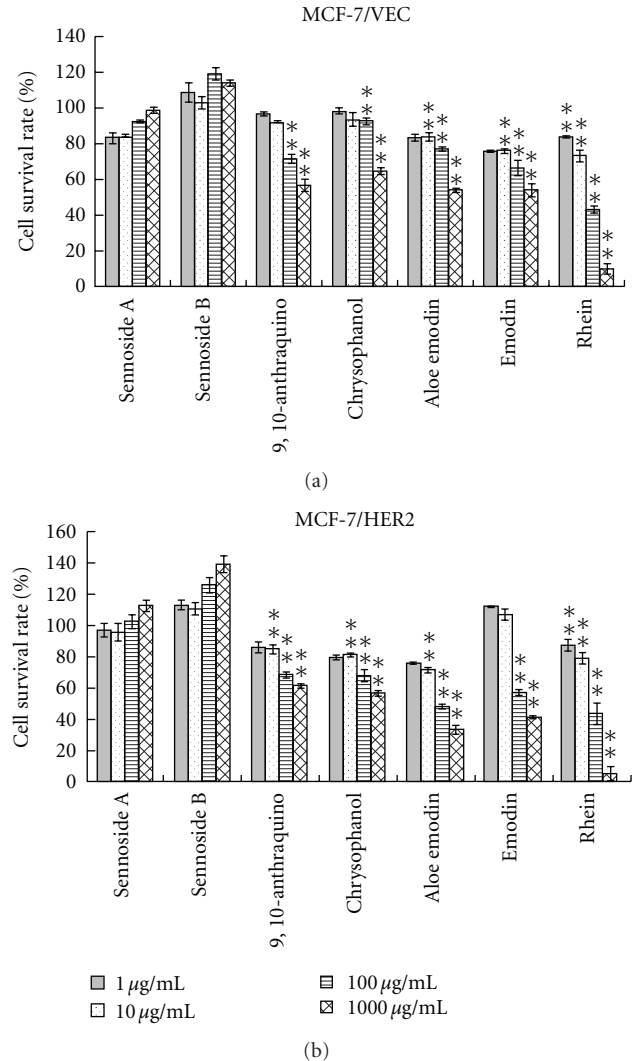 MCF-7/VEC
Cell survival rate (%)
140
120
100
80
60
40
20
0
** ** ** ** ** ** ** ** ** ** ** ** ** ** **
Sennoside A
Sennoside B
9, 10-anthraquino
Chrysophanol
Aloe emodin
Emodin
Rhein
(a)
MCF-7/HER2
Cell survival rate (%)
160
140
120
100
80
60
40
20
0
** ** ** ** ** ** ** ** ** ** ** ** ** ** **
Sennoside A
Sennoside B
9, 10-anthraquino
Chrysophanol
Aloe emodin
Emodin
Rhein
1 µg/mL
10 µg/mL
100 µg/mL
1000 µg/mL
(b)